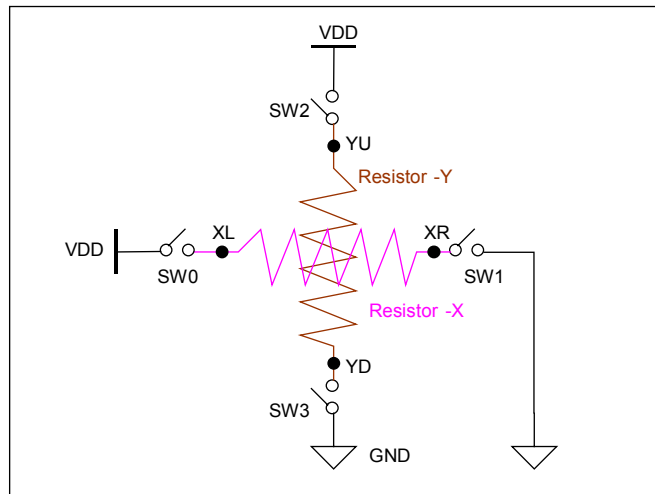 VDD
SW2
YU
Resistor -Y
XL
XR
VDD
SW0
SW1
Resistor -X
YD
SW3
GND